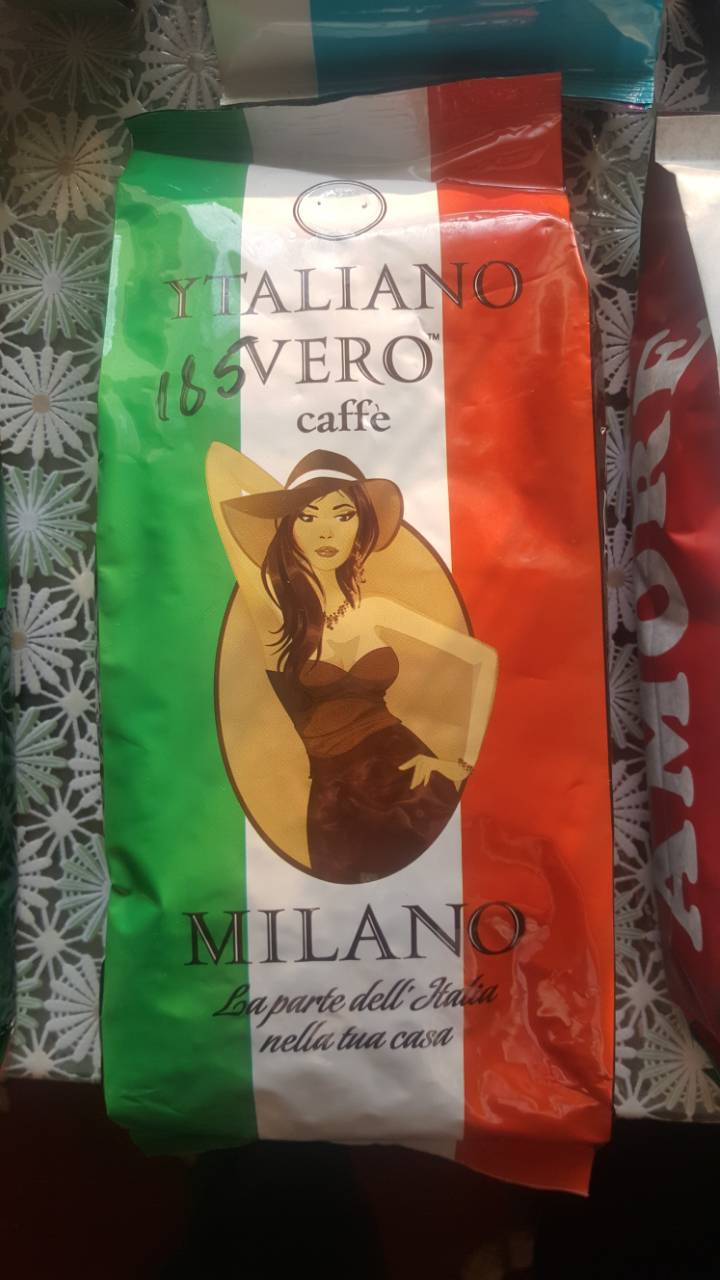 YTALIANO
185 VERO™
caffè
MILANO
La parte dell' Italia
nella tua casa
AMORE